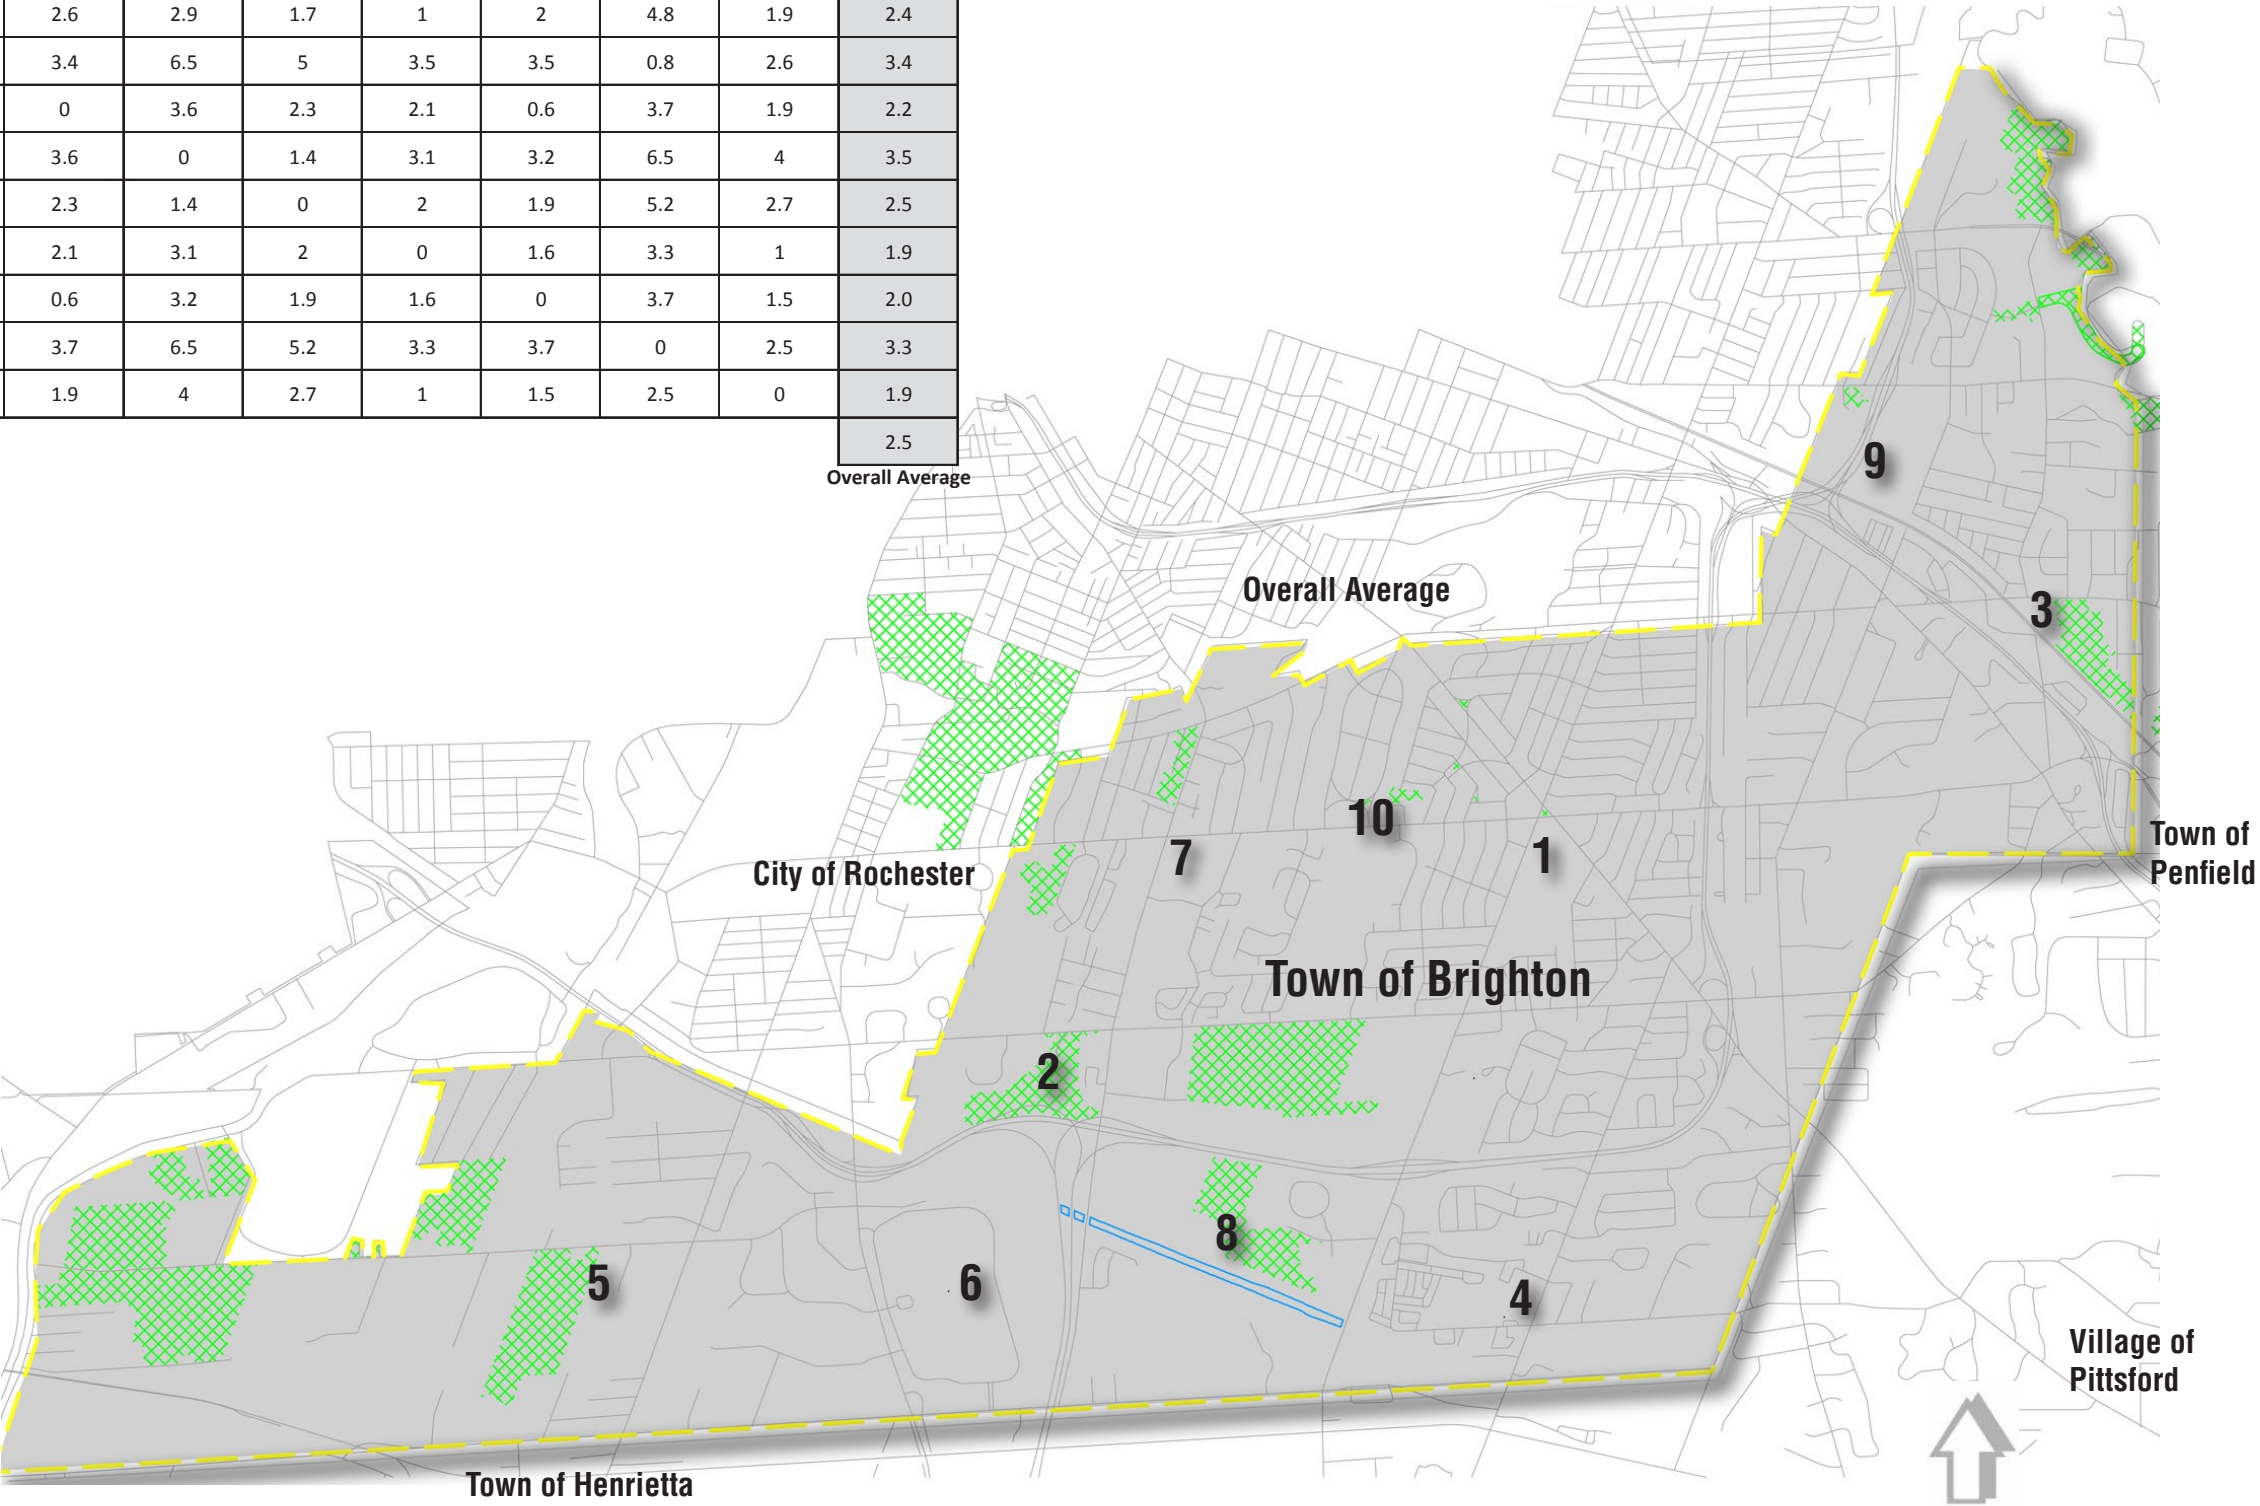 2.6 2.9 1.7 1 2 4.8 1.9 2.4
3.4 6.5 5 3.5 3.5 0.8 2.6 3.4
0 3.6 2.3 2.1 0.6 3.7 1.9 2.2
3.6 0 1.4 3.1 3.2 6.5 4 3.5
2.3 1.4 0 2 1.9 5.2 2.7 2.5
2.1 3.1 2 0 1.6 3.3 1 1.9
0.6 3.2 1.9 1.6 0 3.7 1.5 2.0
3.7 6.5 5.2 3.3 3.7 0 2.5 3.3
1.9 4 2.7 1 1.5 2.5 0 1.9
2.5
Overall Average
9
Overall Average
3
10
7
1
City of Rochester
Town of
Penfield
Town of Brighton
2
8
5
6
4
Village of
Pittsford
Town of Henrietta